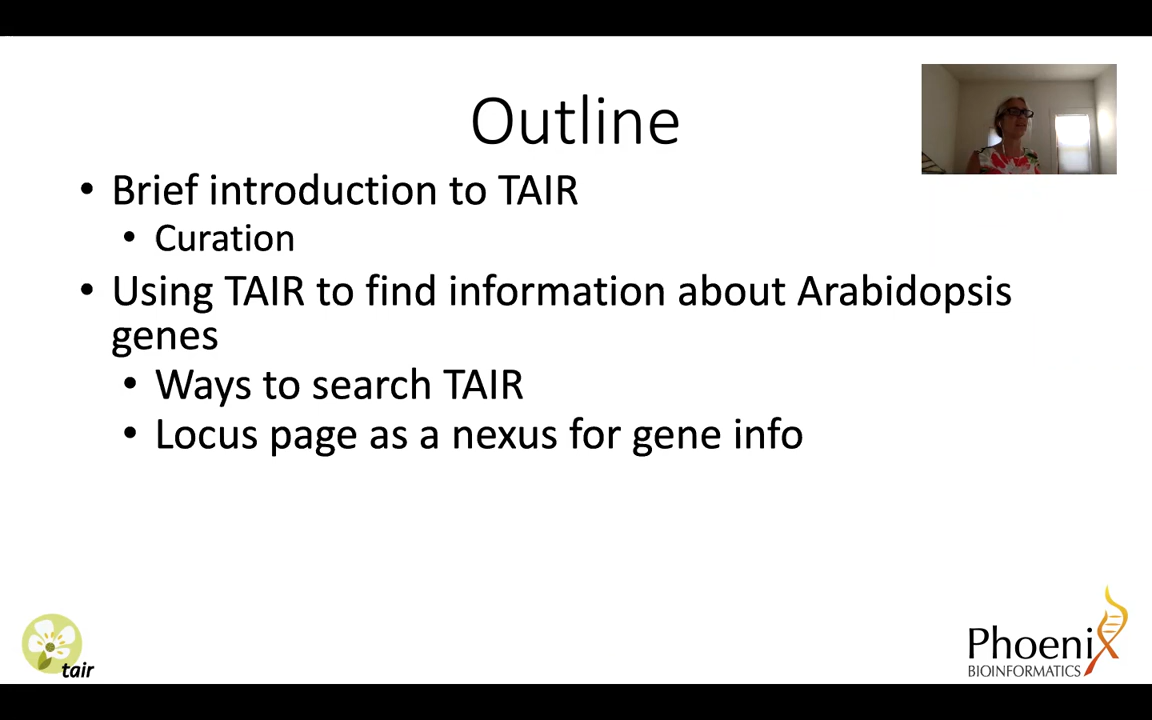 Outline
• Brief introduction to TAIR
• Curation
• Using TAIR to find information about Arabidopsis
genes
• Ways to search TAIR
• Locus page as a nexus for gene info
tair
Phoenix
BIOINFORMATICS